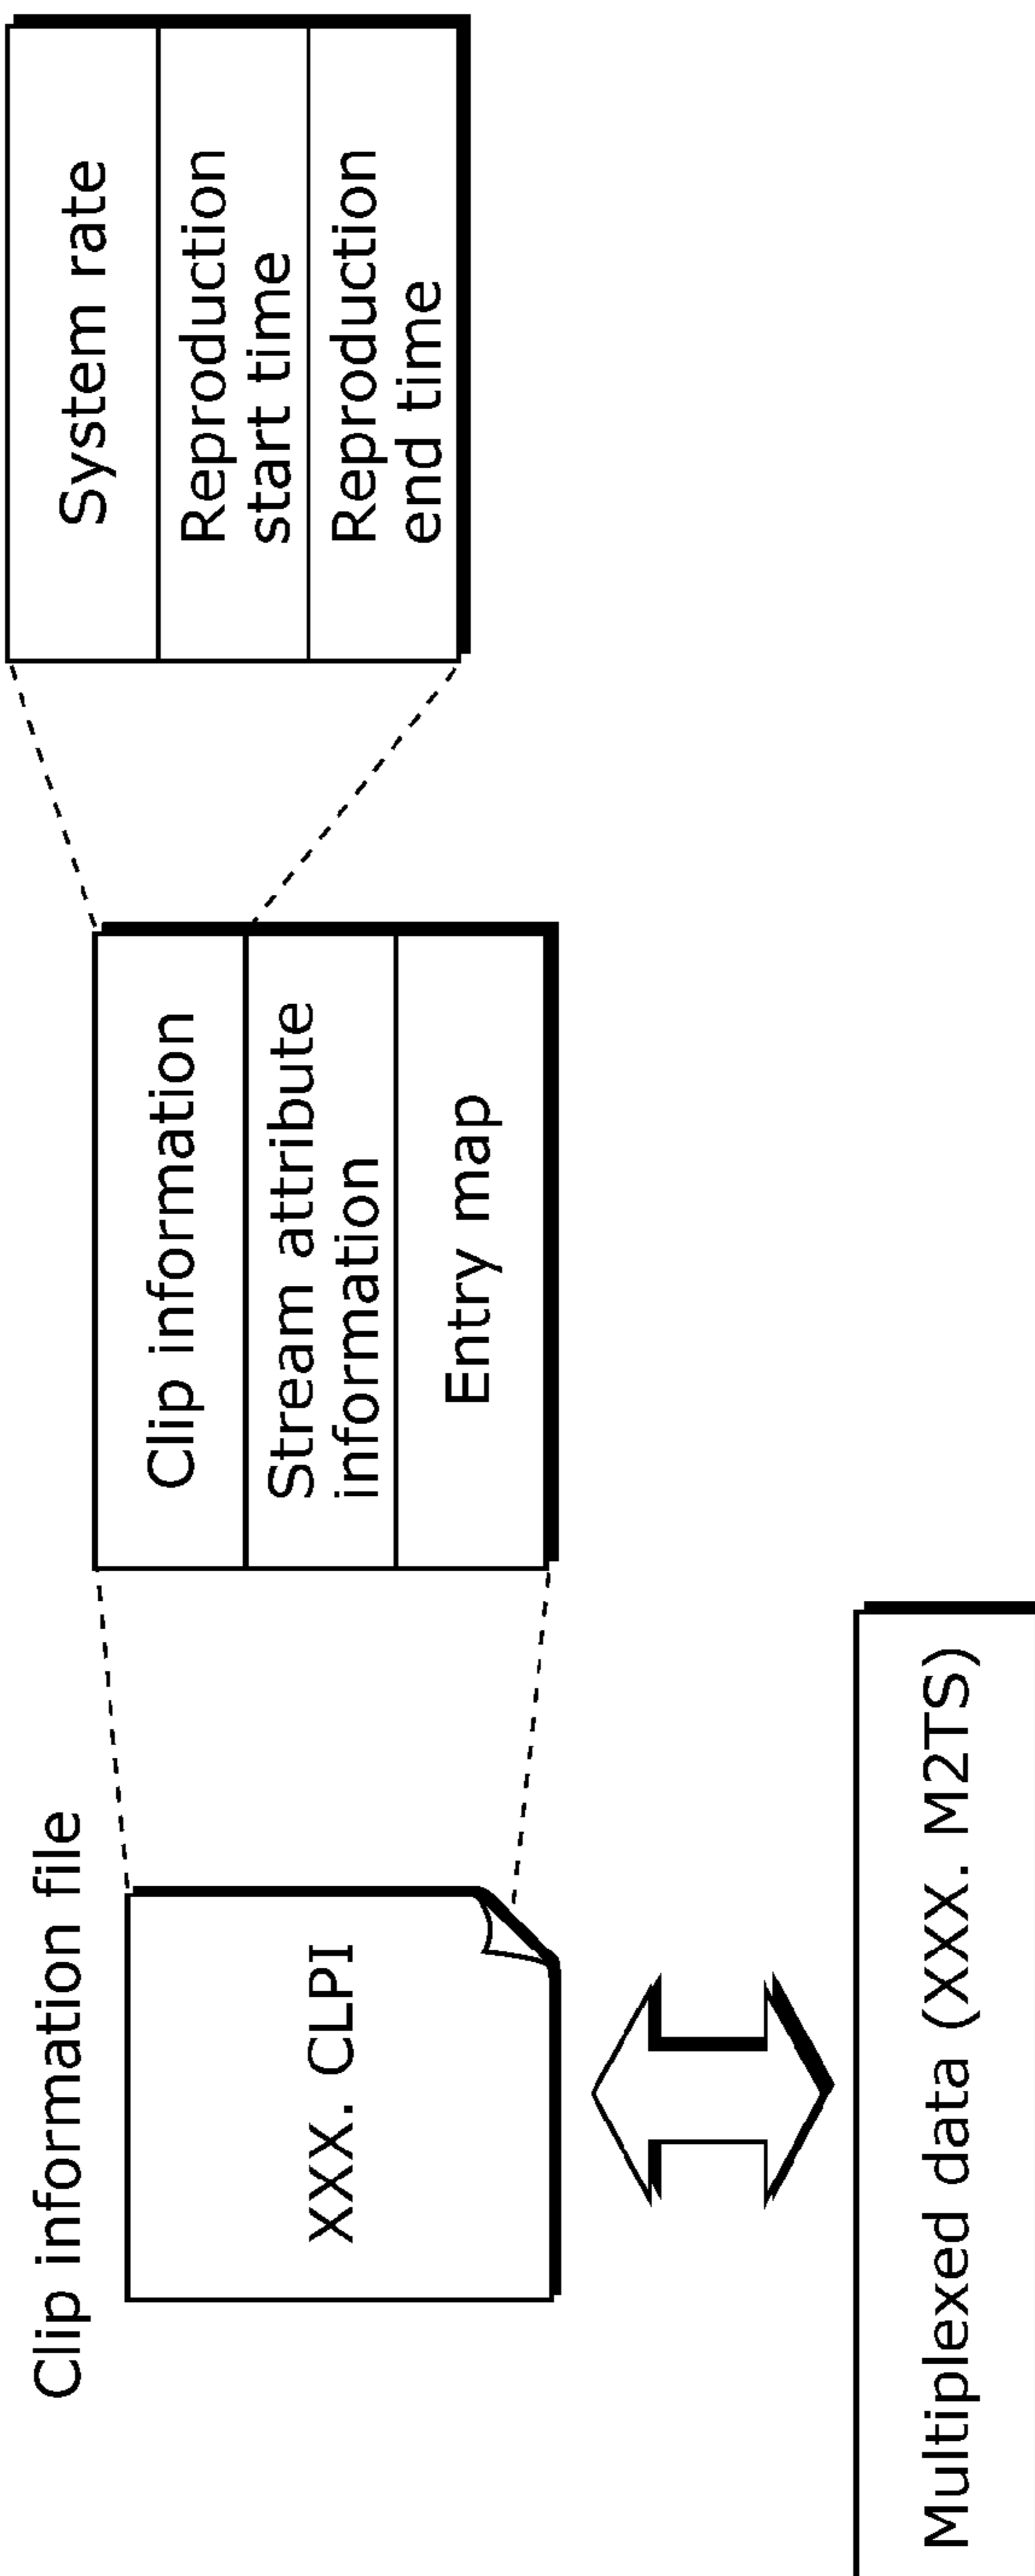 Clip information file
XXX. CLPI
Clip information
Stream attribute
information
Entry map
System rate
Reproduction
start time
Reproduction
end time
Multiplexed data (XXX. M2TS)